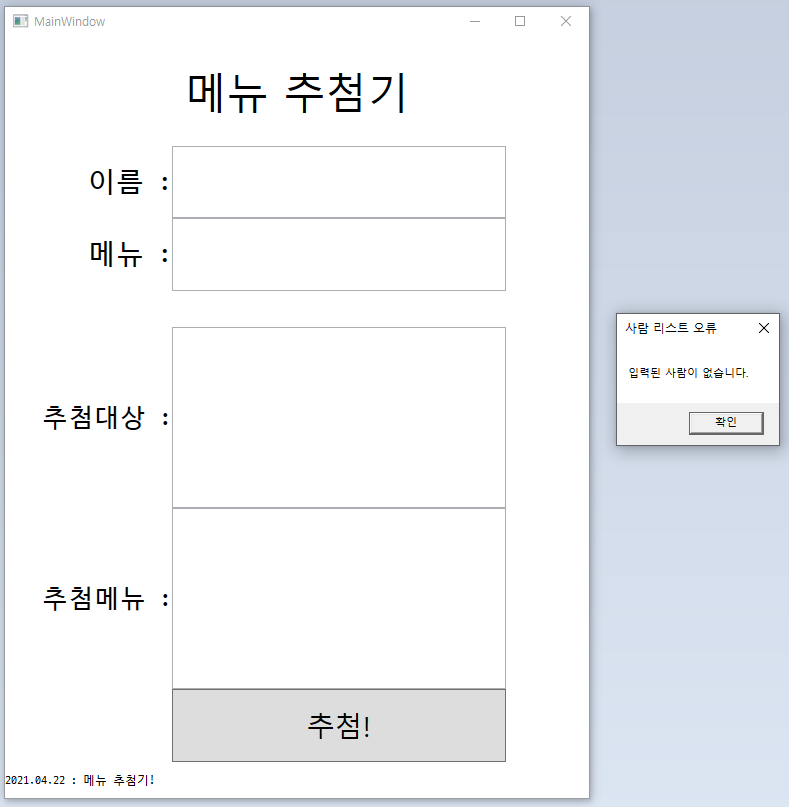 MainWindow
메뉴 추첨기
이름 :
메뉴 :
추첨대상 :
추첨메뉴 :
추첨!
2021.04.22 : 메뉴 추첨기!
사람 리스트 오류
입력된 사람이 없습니다.
확인